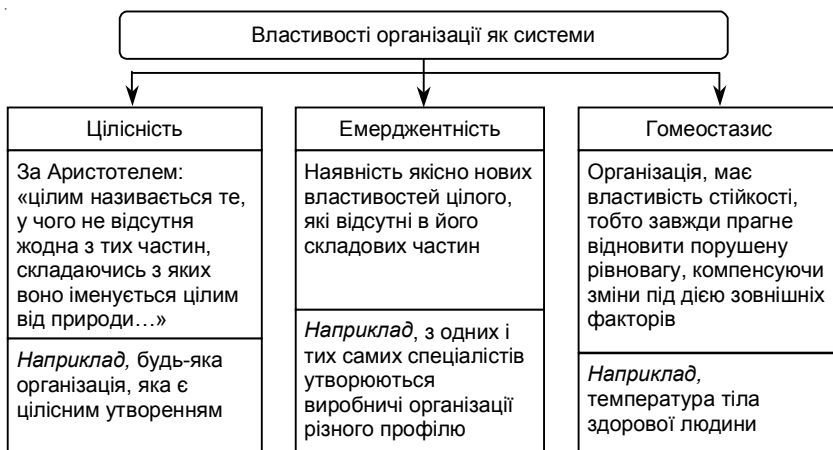 Властивості організації як системи
Цілісність
За Аристотелем:
«цілим називається те,
у чого не відсутня
жодна з тих частин,
складаючись з яких
воно іменується цілим
від природи…»
Наприклад, будь-яка
організація, яка є
цілісним утворенням
Емерджентність
Наявність якісно нових
властивостей цілого,
які відсутні в його
складових частин
Наприклад, з одних і
тих самих спеціалістів
утворюються
виробничі організації
різного профілю
Гомеостазис
Організація, має
властивість стійкості,
тобто завжди прагне
відновити порушену
рівновагу, компенсуючи
зміни під дією зовнішніх
факторів
Наприклад,
температура тіла
здорової людини